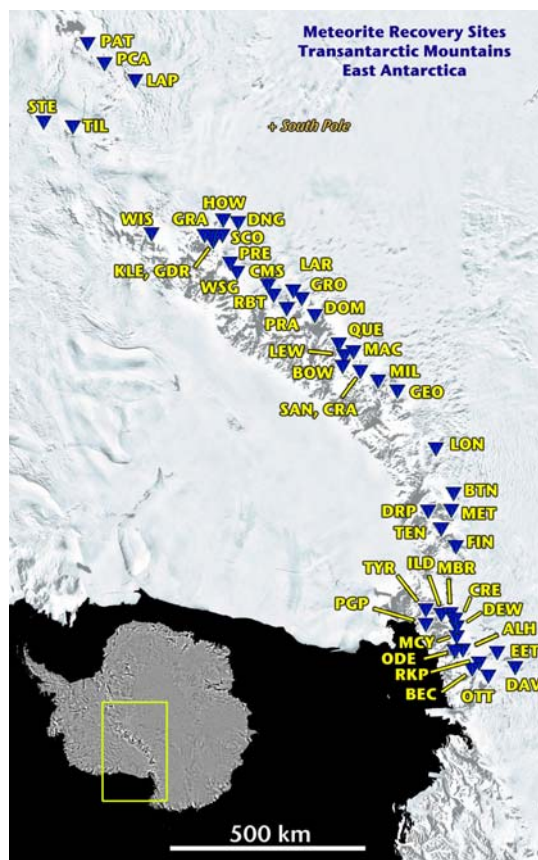 Meteorite Recovery Sites
Transantarctic Mountains
East Antarctica
PAT
PCA
LAP
STE
TIL
+ South Pole
HOW
WIS
GRA
DNG
SCO
KLE, GDR
PRE
CMS
LAR
WSG
GRO
RBT
PRA
DOM
QUE
LEW
MAC
BOW
MIL
SAN, CRA
GEO
LON
BTN
DRP
MET
TEN
FIN
ILD
MBR
TYR
CRE
PGP
DEW
MCY
ALH
ODE
EET
RKP
DAV
BEC
OTT
500 km